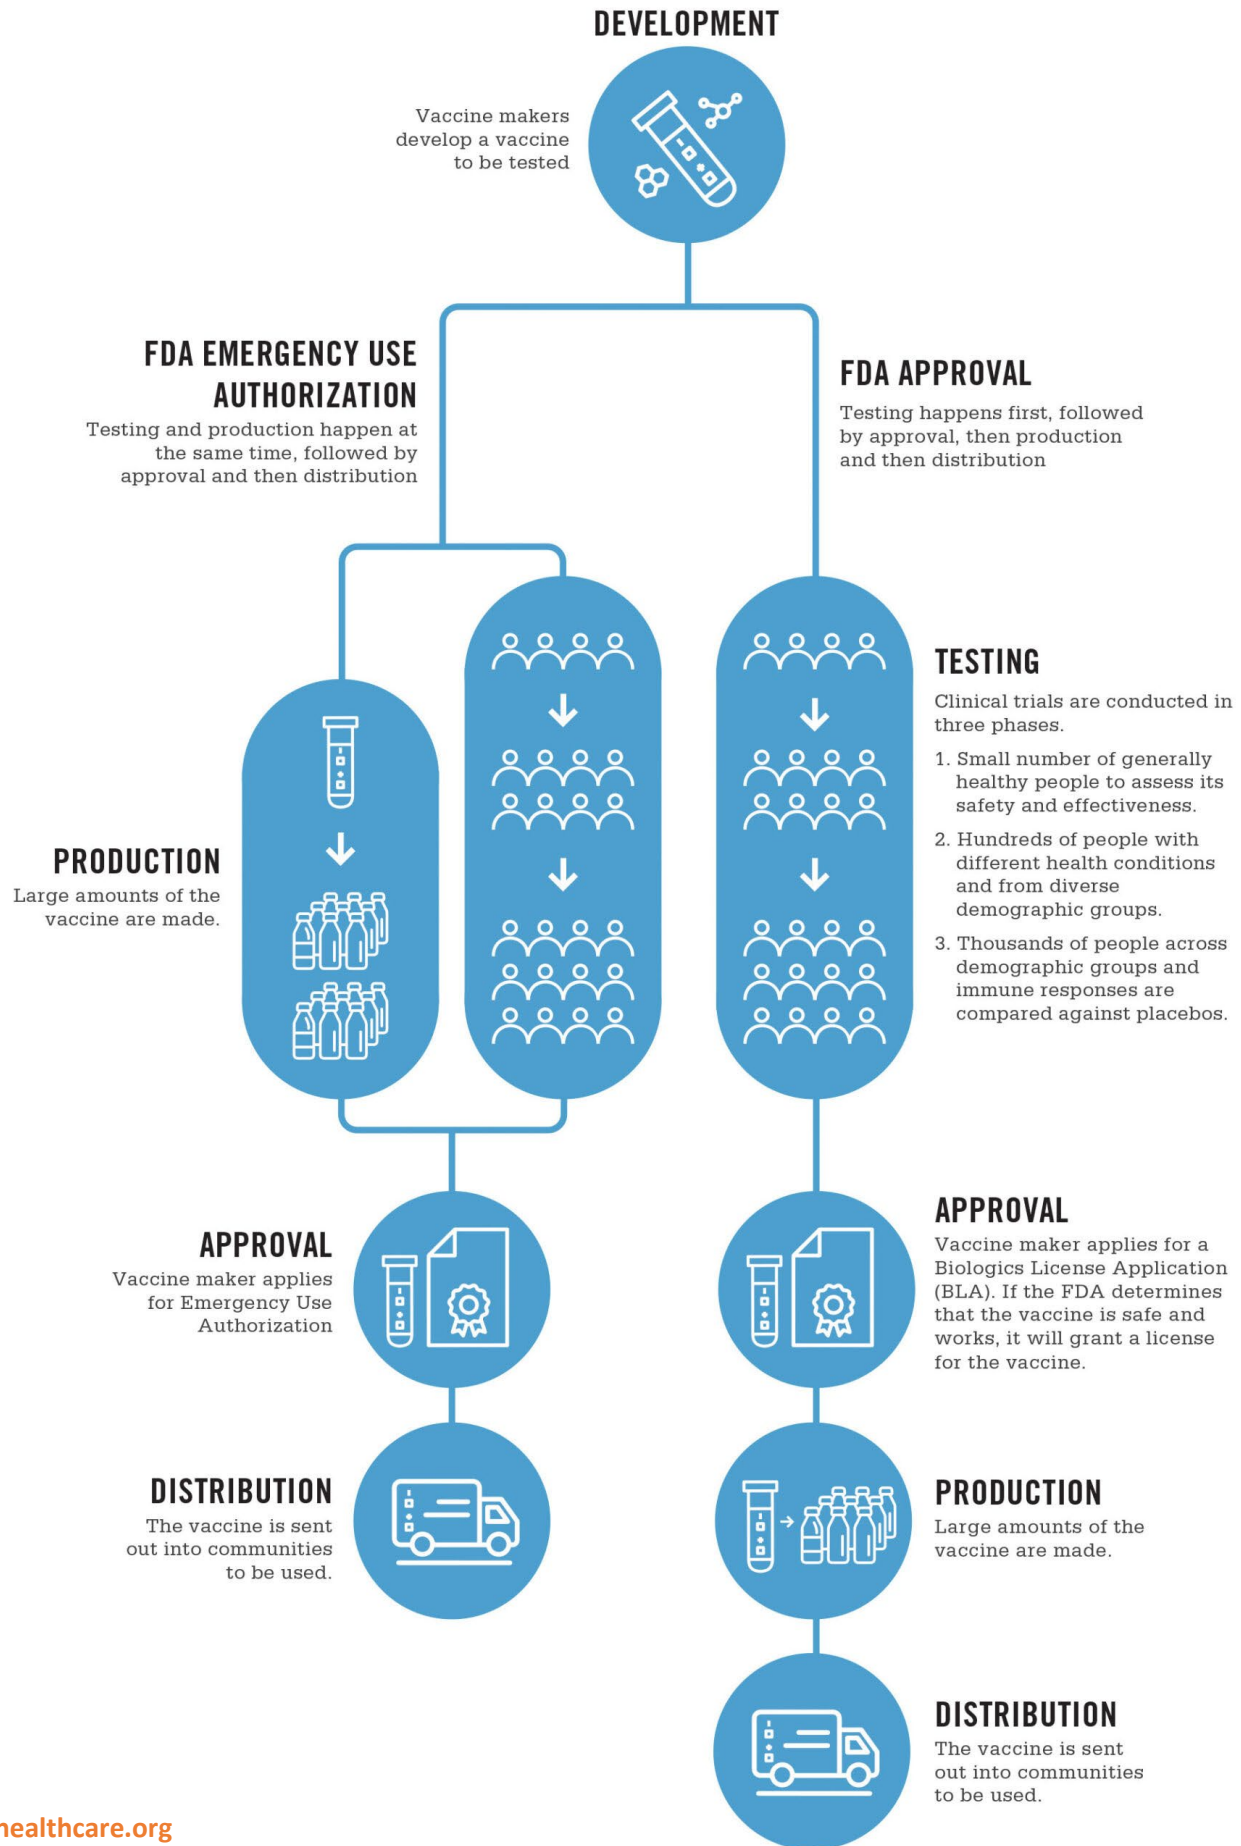 DEVELOPMENT
Vaccine makers
develop a vaccine
to be tested
FDA EMERGENCY USE
AUTHORIZATION
Testing and production happen at
the same time, followed by
approval and then distribution
FDA APPROVAL
Testing happens first, followed
by approval, then production
and then distribution
PRODUCTION
Large amounts of the
vaccine are made.
TESTING
Clinical trials are conducted in
three phases.
1. Small number of generally
healthy people to assess its
safety and effectiveness.
2. Hundreds of people with
different health conditions
and from diverse
demographic groups.
3. Thousands of people across
demographic groups and
immune responses are
compared against placebos.
APPROVAL
Vaccine maker applies
for Emergency Use
Authorization
APPROVAL
Vaccine maker applies for a
Biologics License Application
(BLA). If the FDA determines
that the vaccine is safe and
works, it will grant a license
for the vaccine.
DISTRIBUTION
The vaccine is sent
out into communities
to be used.
PRODUCTION
Large amounts of the
vaccine are made.
DISTRIBUTION
The vaccine is sent
out into communities
to be used.
healthcare.org